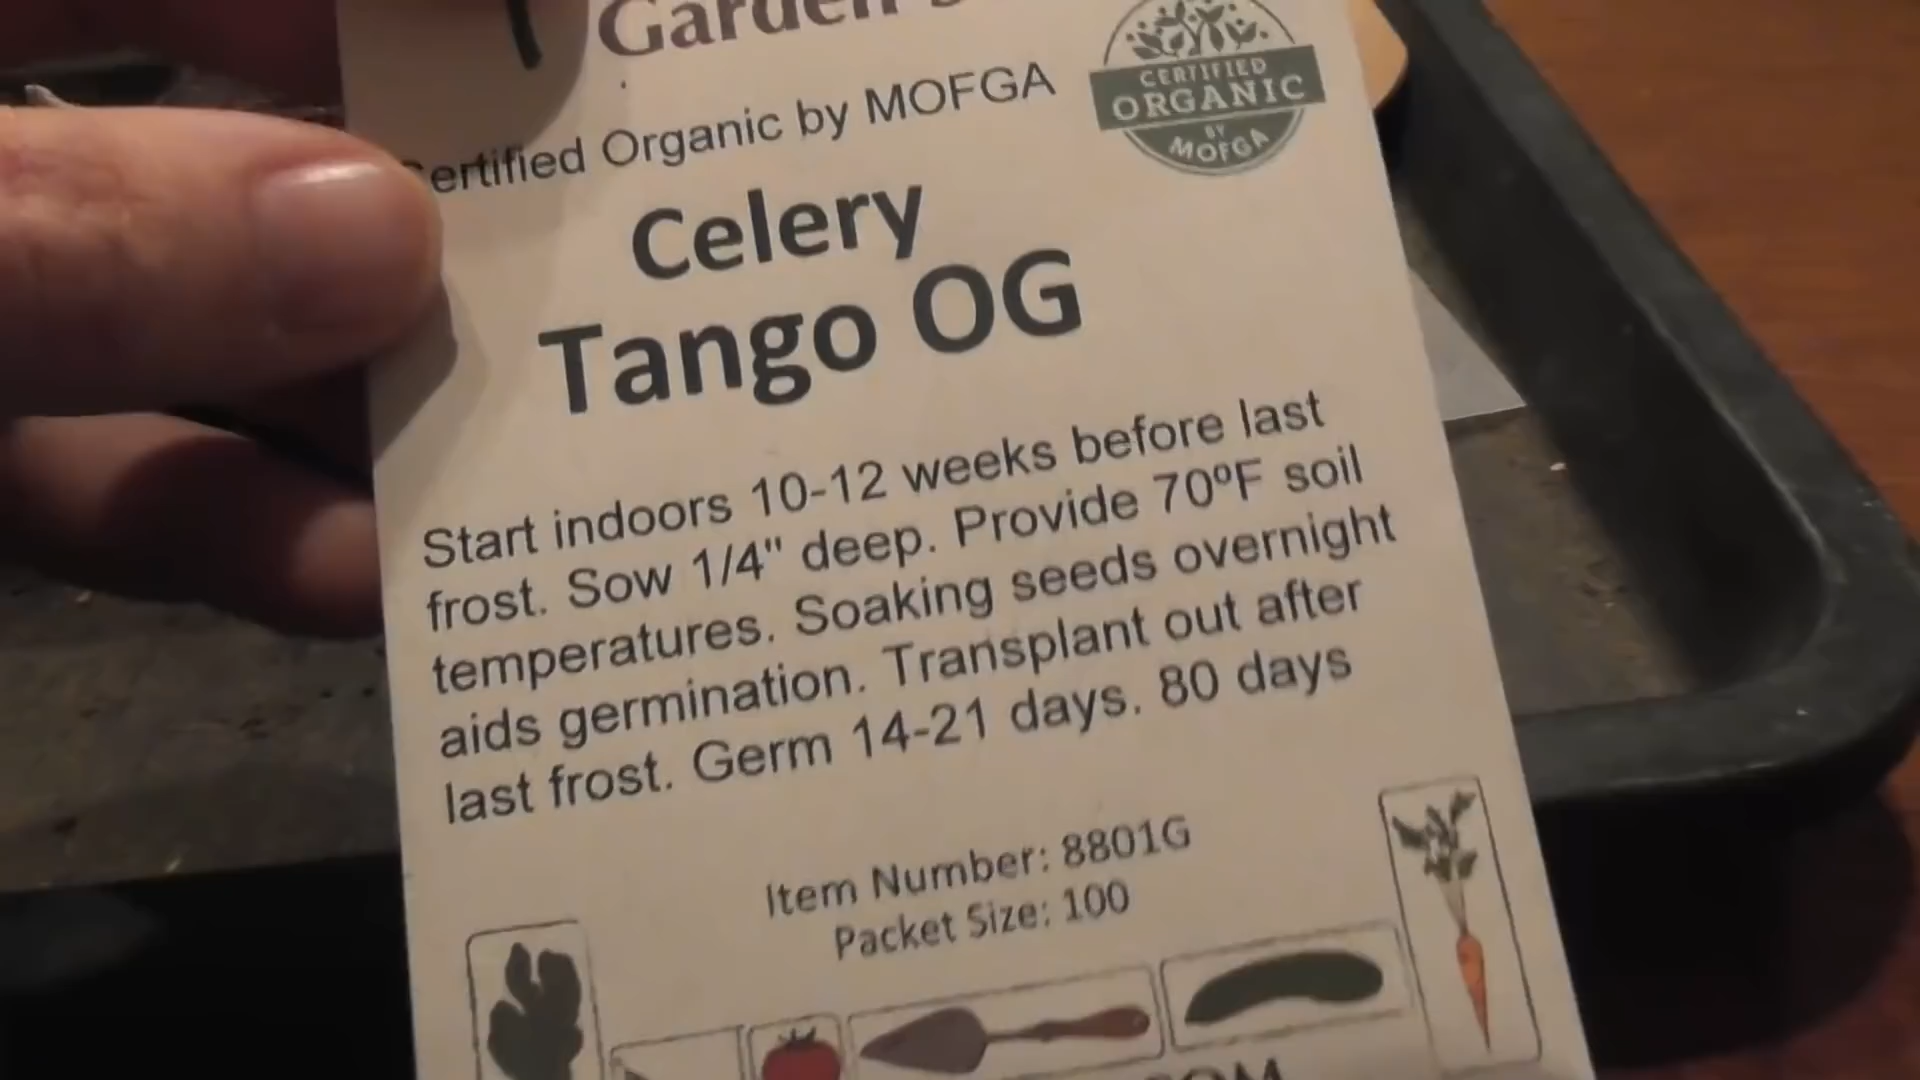 Garden
CERTIFIED
ORGANIC
BY
MOFGA
Certified Organic by MOFGA
Celery
Tango OG
Start indoors 10-12 weeks before last
frost. Sow 1/4" deep. Provide 70ºF soil
temperatures. Soaking seeds overnight
aids germination. Transplant out after
last frost. Germ 14-21 days. 80 days
Item Number: 8801G
Packet Size: 100